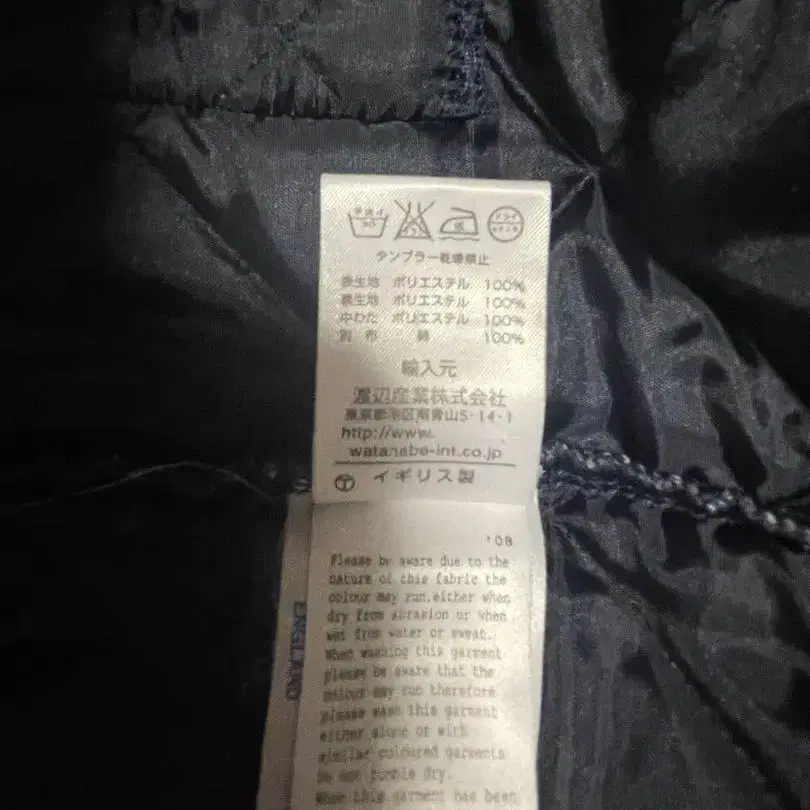 タンブラー乾燥禁止
表生地 ポリエステル 100%
裏生地 ポリエステル 100%
中わた ポリエステル 100%
別布 綿 100%
輸入元
渡辺産業株式会社
東京都港区南青山5-14-1
http://www.
watanabe-int.co.jp
イギリス製
'08
Please be aware due to the
nature of this fabric the
colour may run.either when
dry from abrasion or when
wet from water or sweat.
When washing this garment
please be aware that the
colour may run therefore
please wash this garment
either alone or with
similar coloured garments
Do not tumble dry.
When this garment has been
ENGLAND